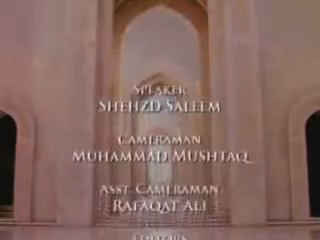 SPEAKER
SHEHZD SALEEM
CAMERAMAN
MUHAMMAD MUSHTAQ
ASST. CAMERAMAN
RAFAQAT ALI